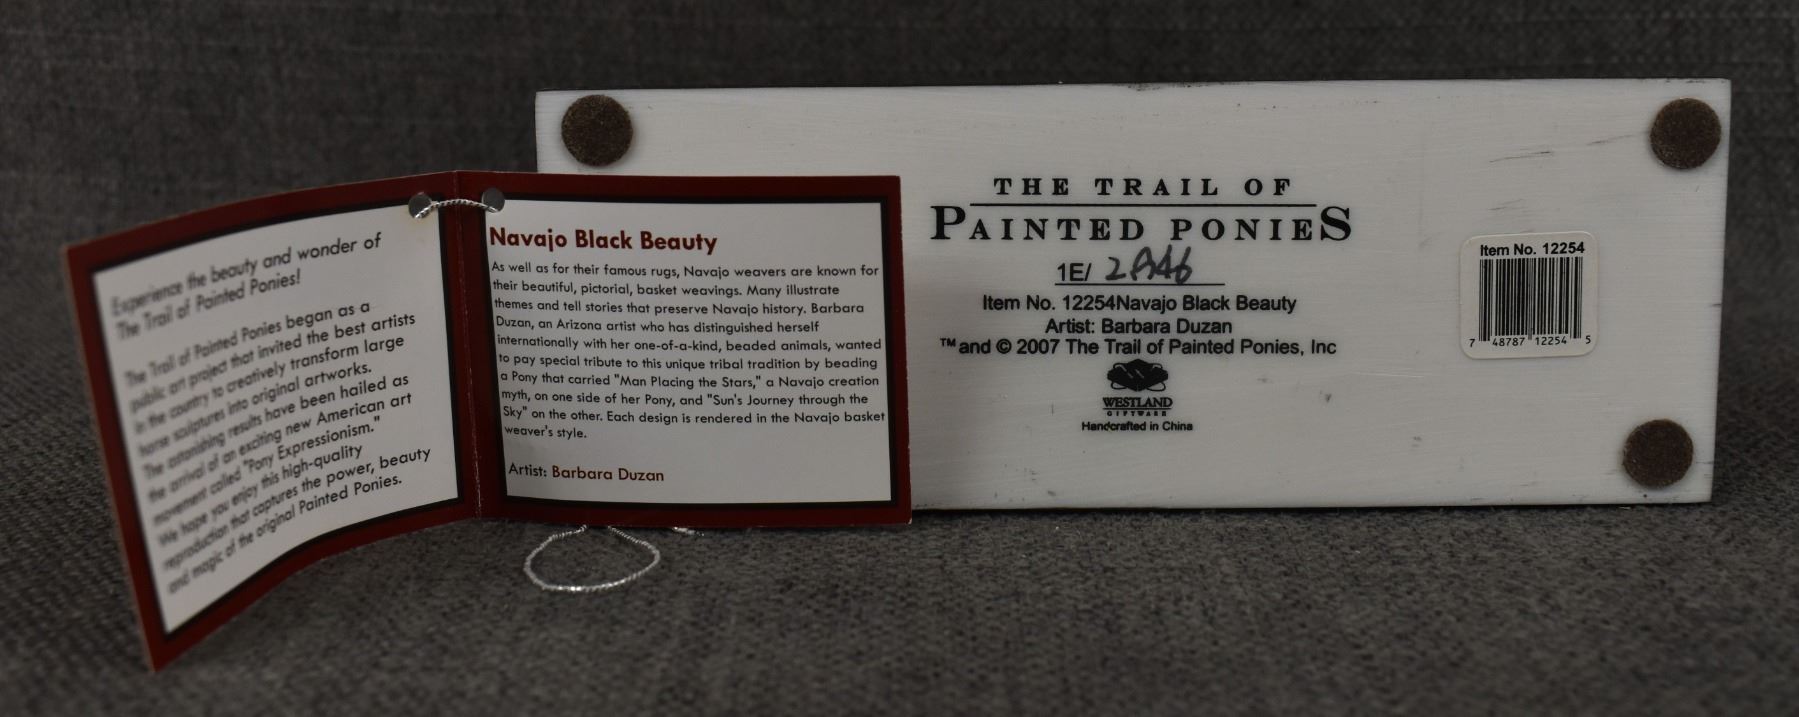 Experience the beauty and wonder of
The Trail of Painted Ponies!
The Trail of Painted Ponies began as a
public art project that invited the best artists
in the country to creatively transform large
horse sculptures into original artworks.
The astonishing results have been hailed as
the arrival of an exciting new American art
movement called "Pony Expressionism."
We hope you enjoy this high-quality
reproduction that captures the power, beauty
and magic of the original Painted Ponies.
Navajo Black Beauty
As well as for their famous rugs, Navajo weavers are known for
their beautiful, pictorial, basket weavings. Many illustrate
themes and tell stories that preserve Navajo history. Barbara
Duzan, an Arizona artist who has distinguished herself
internationally with her one-of-a-kind, beaded animals, wanted
to pay special tribute to this unique tribal tradition by beading
a Pony that carried "Man Placing the Stars," a Navajo creation
myth, on one side of her Pony, and "Sun's Journey through the
Sky" on the other. Each design is rendered in the Navajo basket
weaver's style.
Artist: Barbara Duzan
THE TRAIL OF
PAINTED PONIES
1E/
Item No. 12254Navajo Black Beauty
Artist: Barbara Duzan
™and © 2007 The Trail of Painted Ponies, Inc
WESTLAND
GIFTWARE
Handcrafted in China
Item No. 12254
7 48787 12254 5